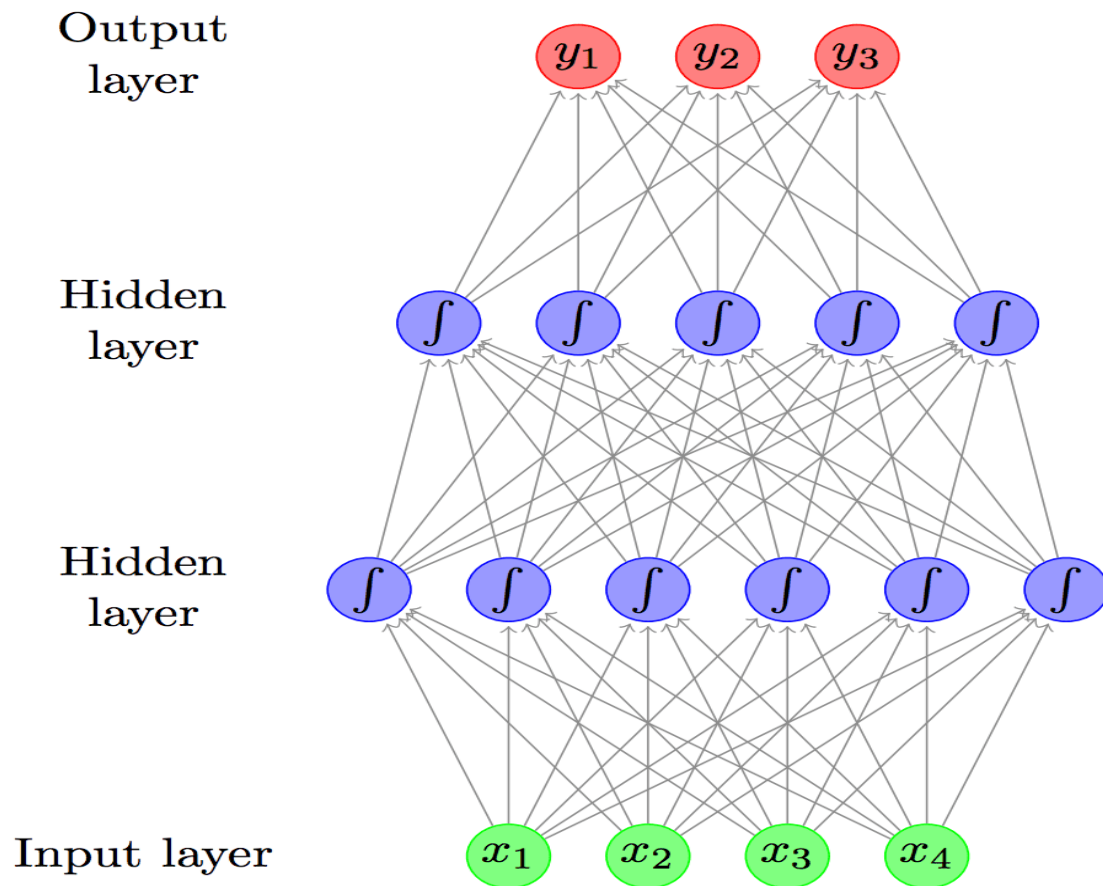 Output
layer
y1 y2 y3
Hidden
layer
∫ ∫ ∫ ∫ ∫
Hidden
layer
∫ ∫ ∫ ∫ ∫ ∫
Input layer
x1 x2 x3 x4